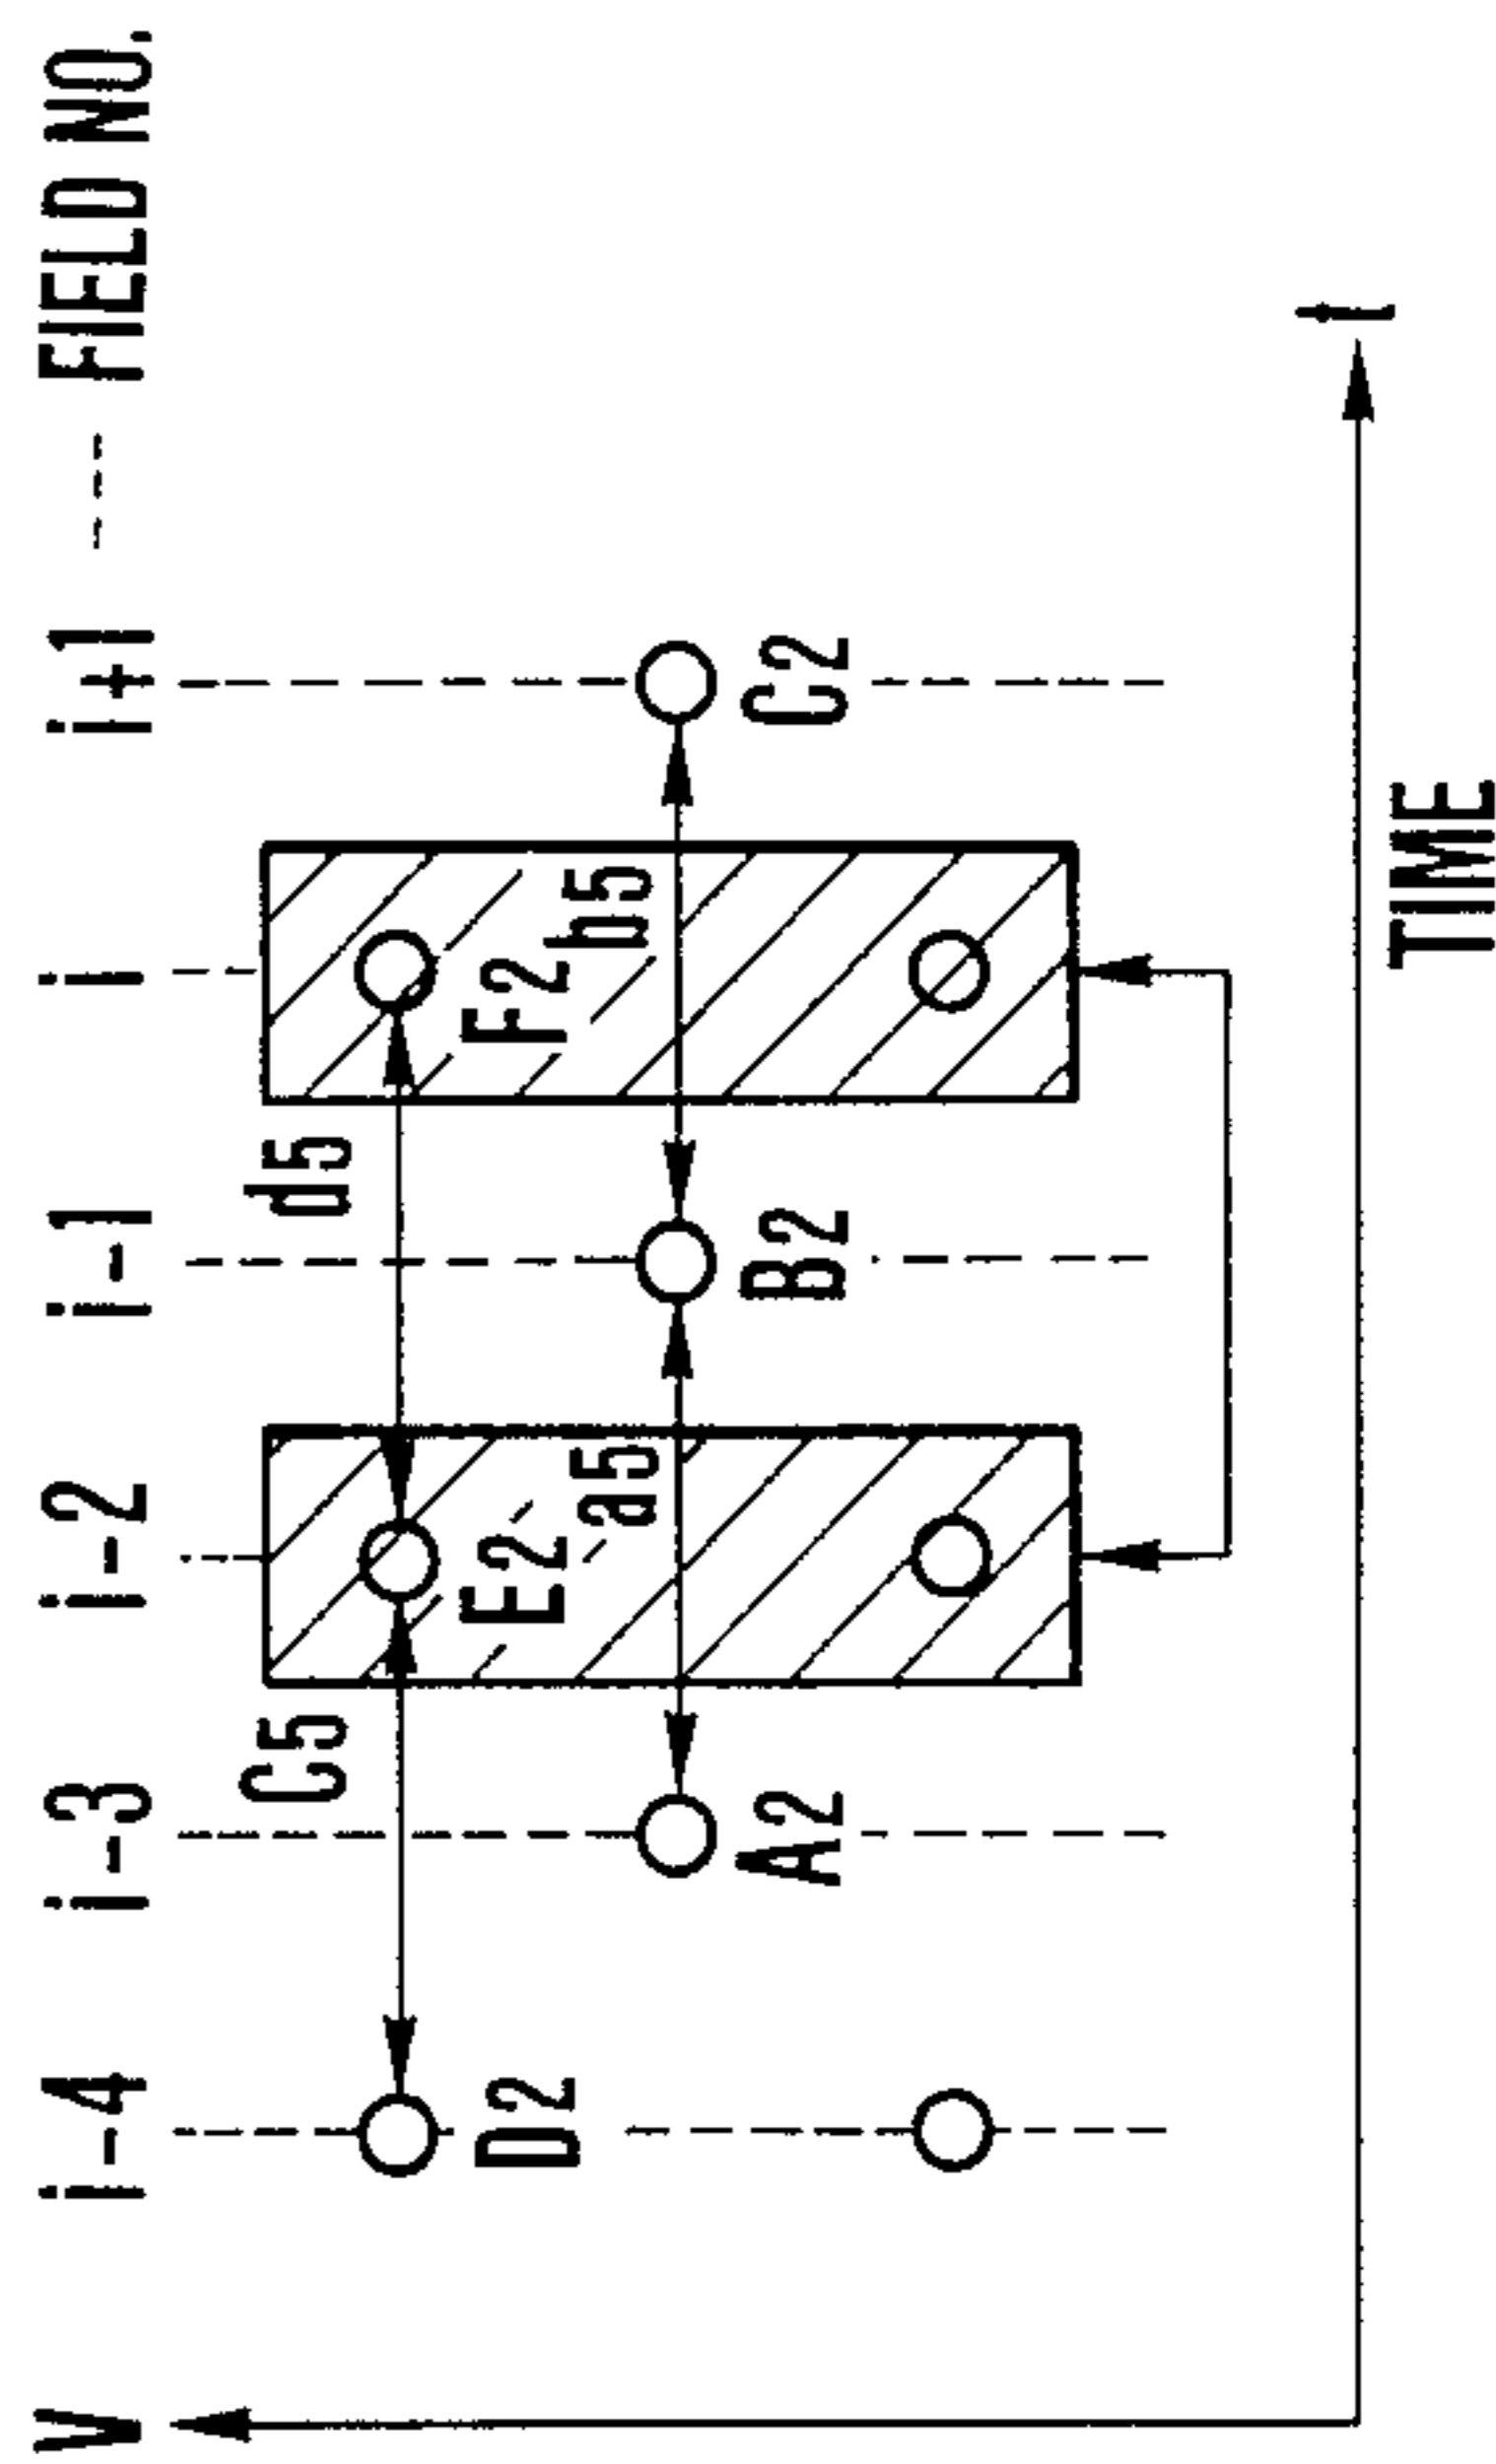 V i-4 i-3 i-2 i-1 i i+1 ---- FIELD NO.
C5 d5
D2 E2 F2
a5 b5
A2 B2 C2
t
TIME